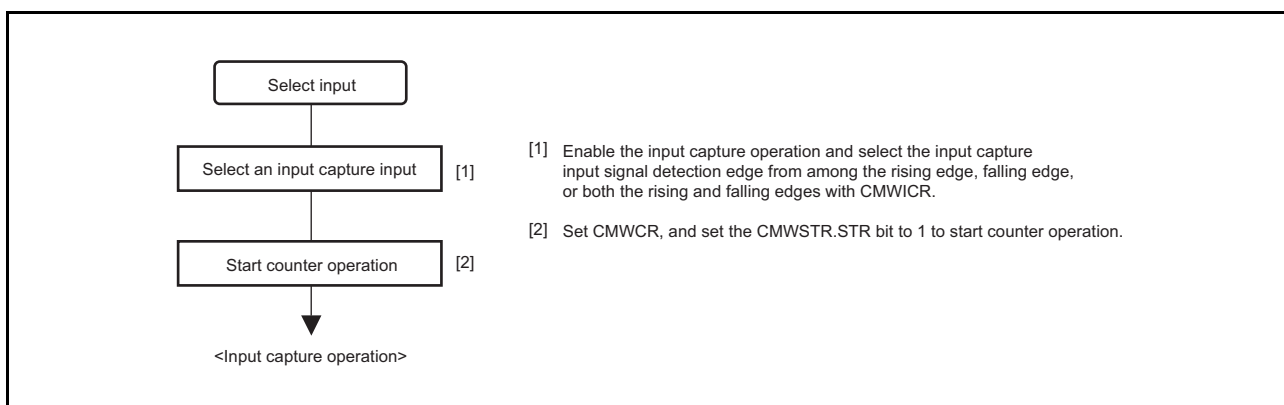 Select input
Select an input capture input [1]
Start counter operation [2]
<Input capture operation>
[1] Enable the input capture operation and select the input capture
input signal detection edge from among the rising edge, falling edge,
or both the rising and falling edges with CMWICR.
[2] Set CMWCR, and set the CMWSTR.STR bit to 1 to start counter operation.